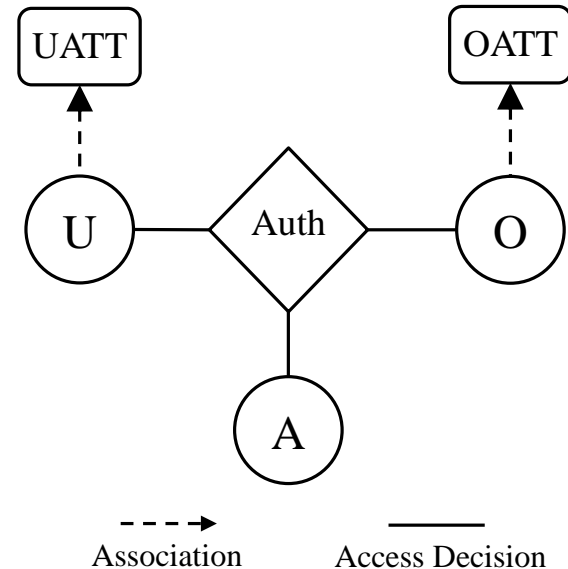 UATT
OATT
U
Auth
O
A
Association
Access Decision